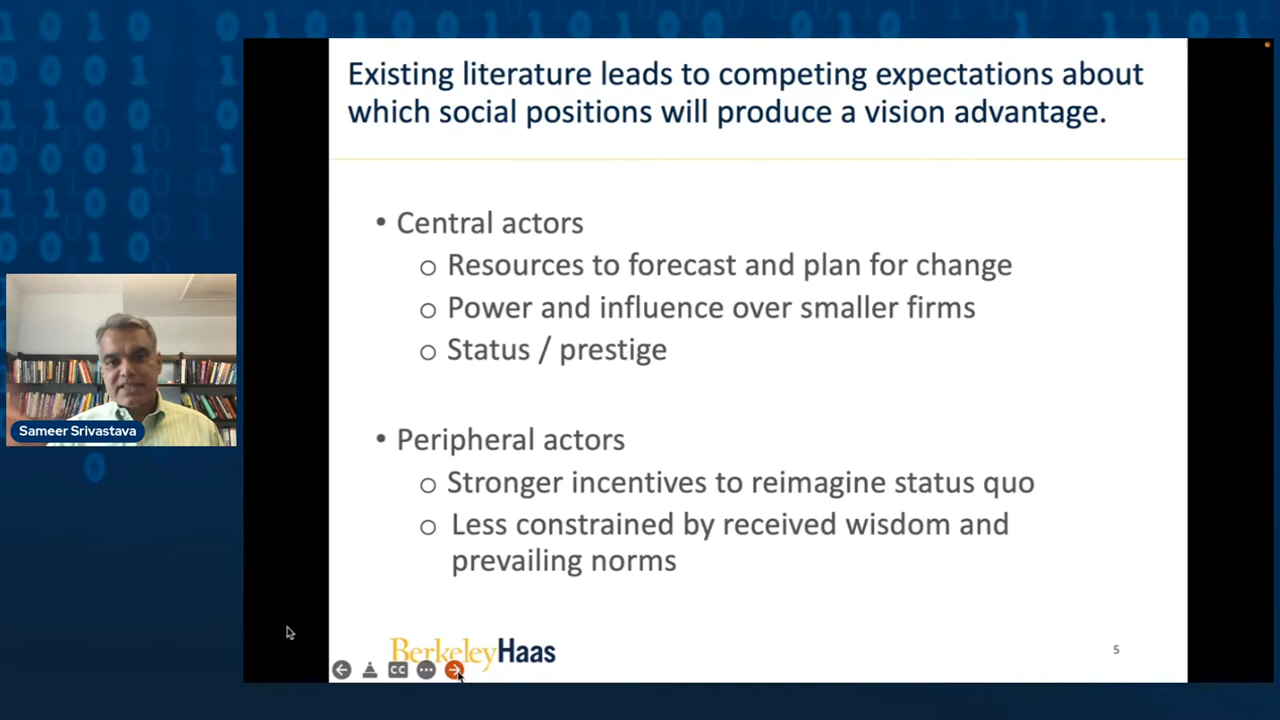 Existing literature leads to competing expectations about
which social positions will produce a vision advantage.
• Central actors
o Resources to forecast and plan for change
o Power and influence over smaller firms
o Status / prestige
• Peripheral actors
o Stronger incentives to reimagine status quo
o Less constrained by received wisdom and
prevailing norms
Sameer Srivastava
BerkeleyHaas
5
CC